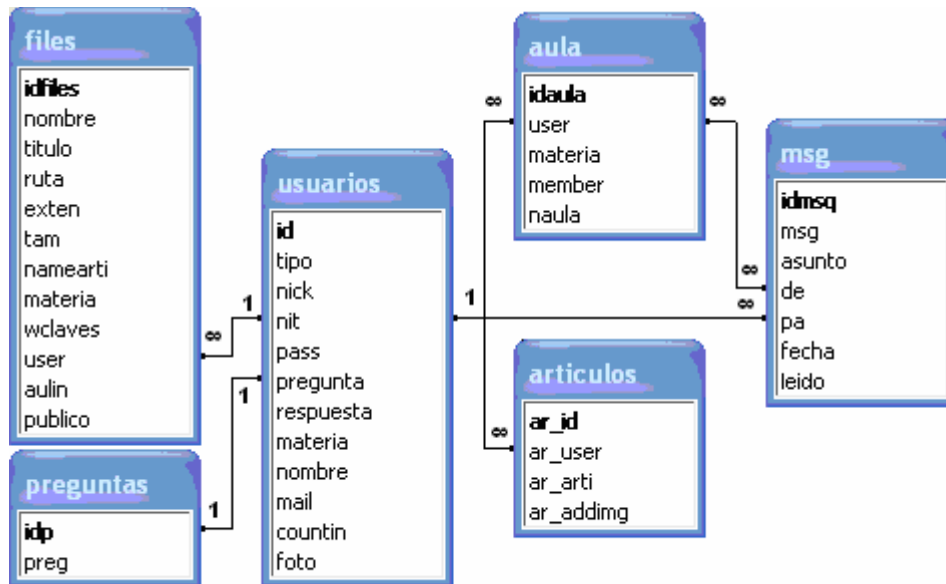 files
idfiles
nombre
titulo
ruta
exten
tam
namearti
materia
wclaves
user
aulin
publico
preguntas
idp
preg
usuarios
id
tipo
nick
nit
pass
pregunta
respuesta
materia
nombre
mail
countin
foto
aula
idaula
user
materia
member
naula
articulos
ar_id
ar_user
ar_arti
ar_addimg
msg
idmsq
msg
asunto
de
pa
fecha
leido
1
∞
1
1
1
∞
∞
∞
∞
∞